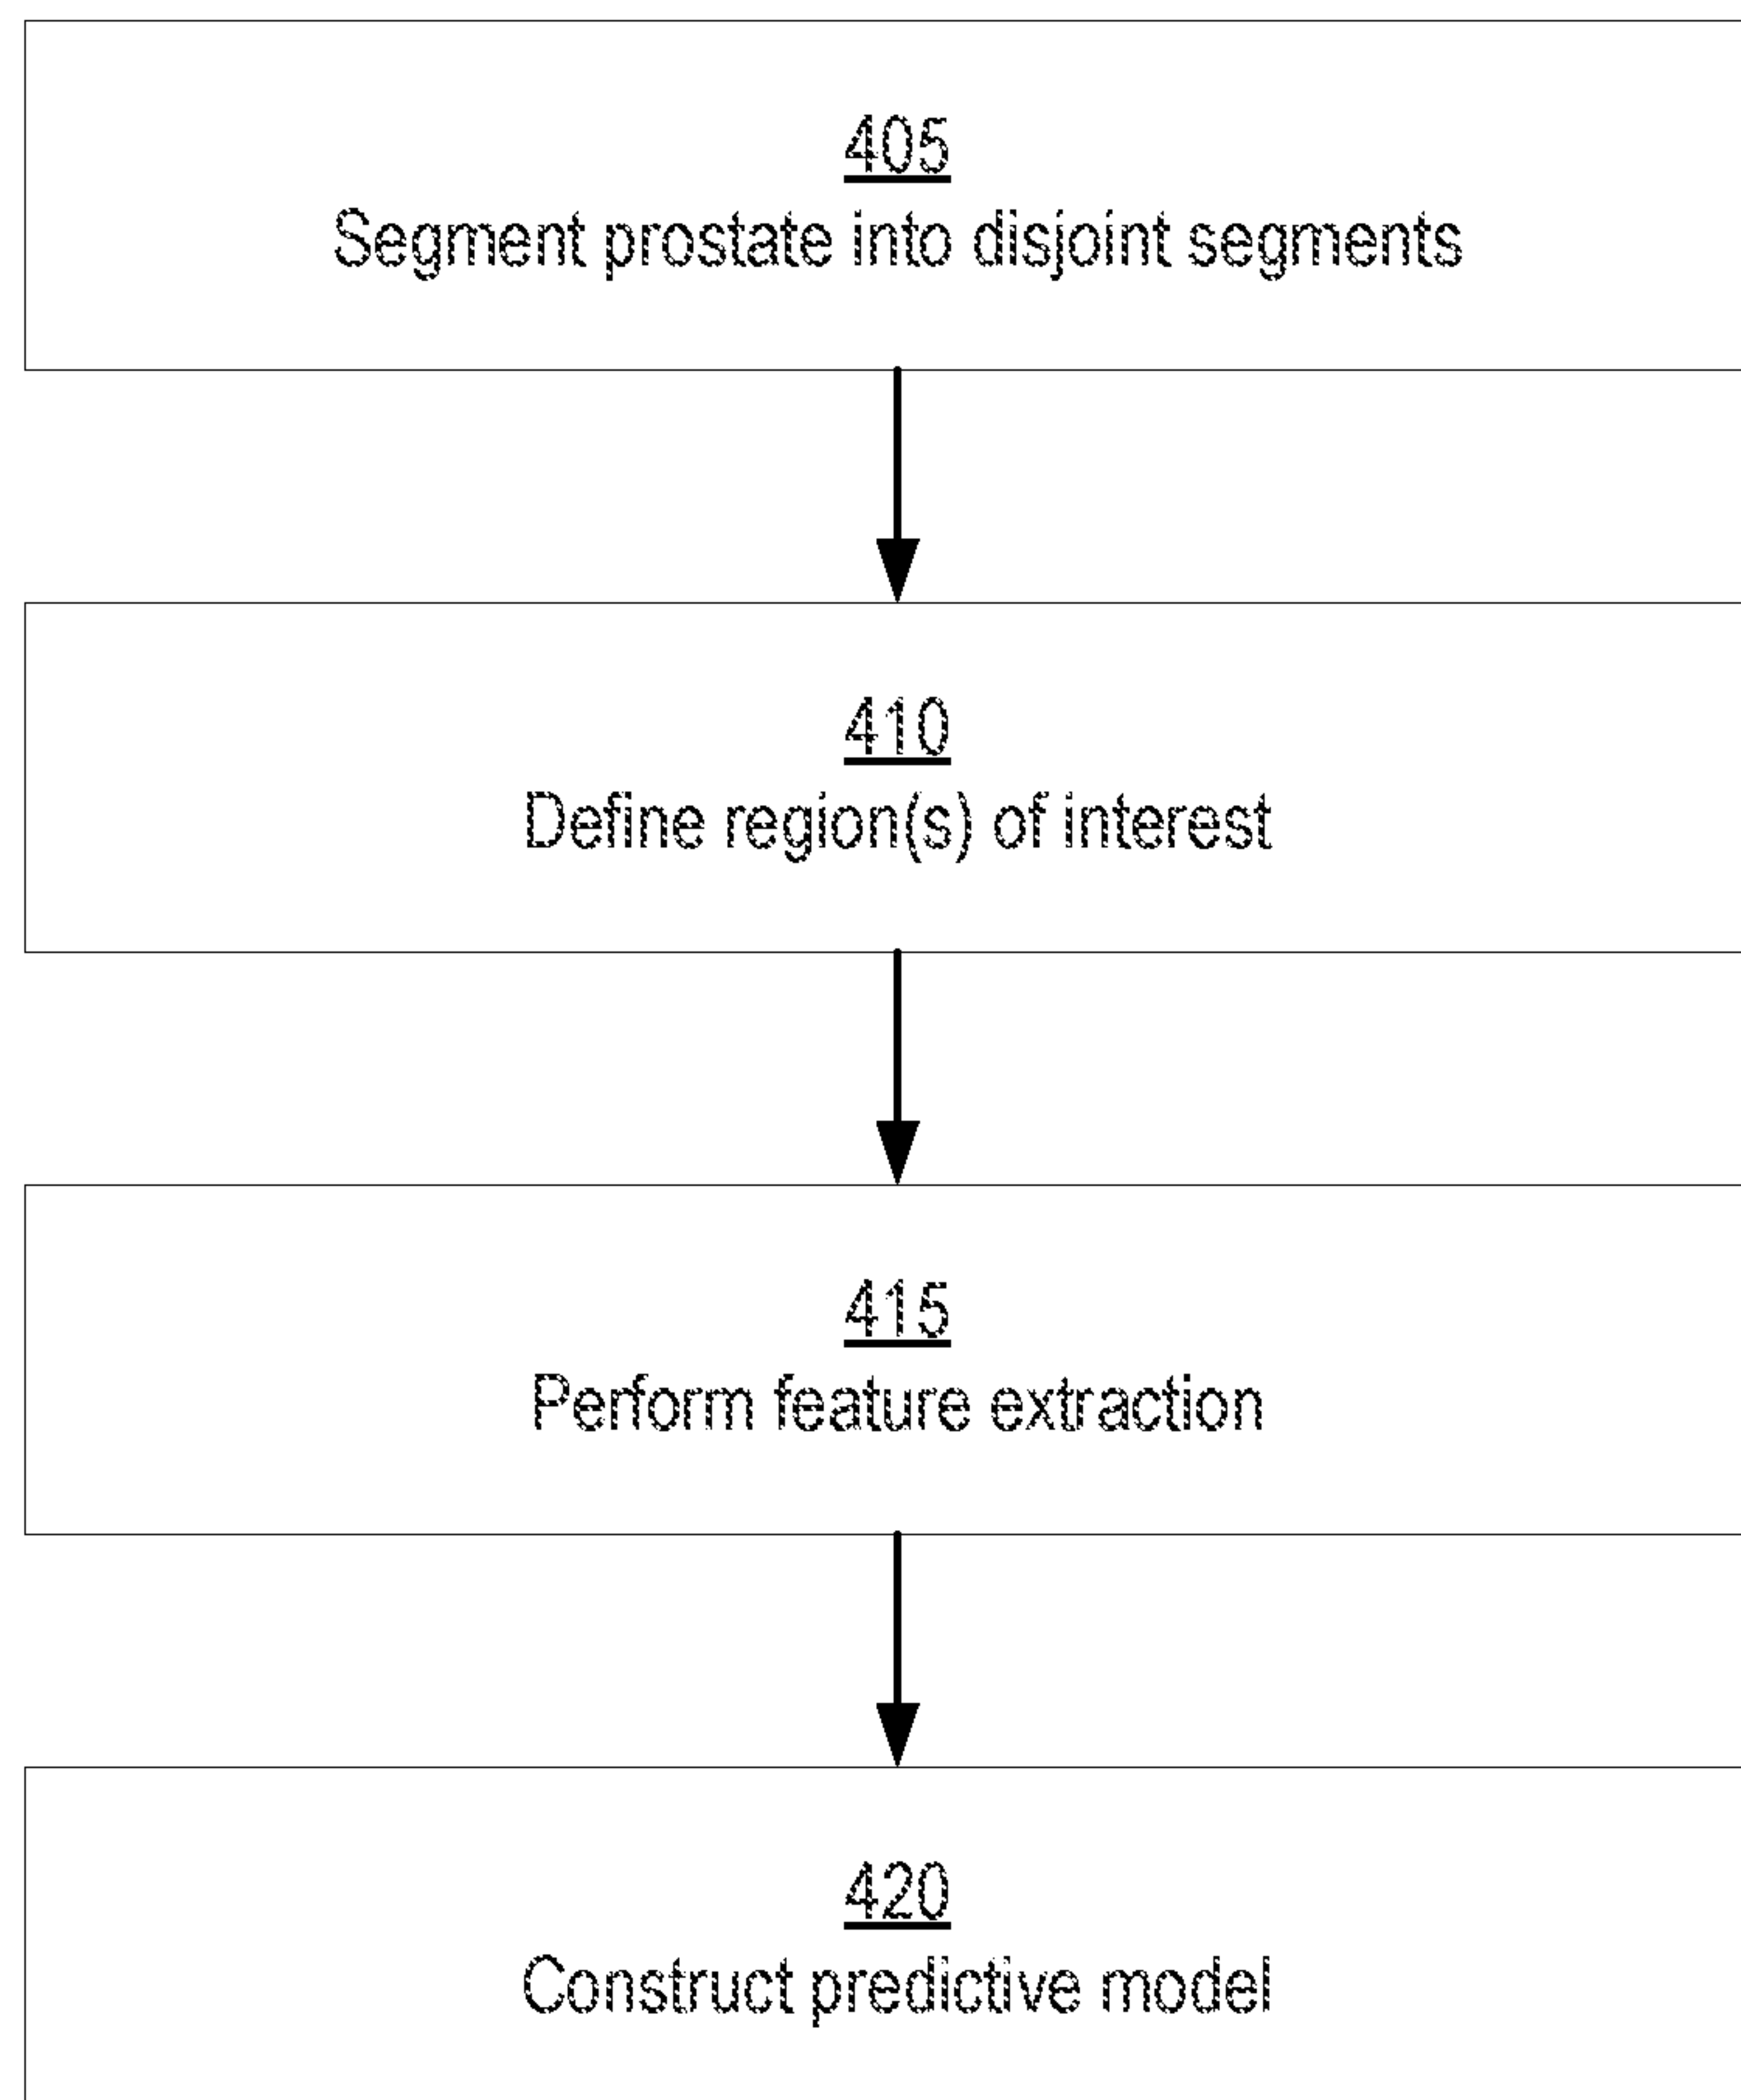 405
Segment prostate into disjoint segments
410
Define region(s) of interest
415
Perform feature extraction
420
Construct predictive model